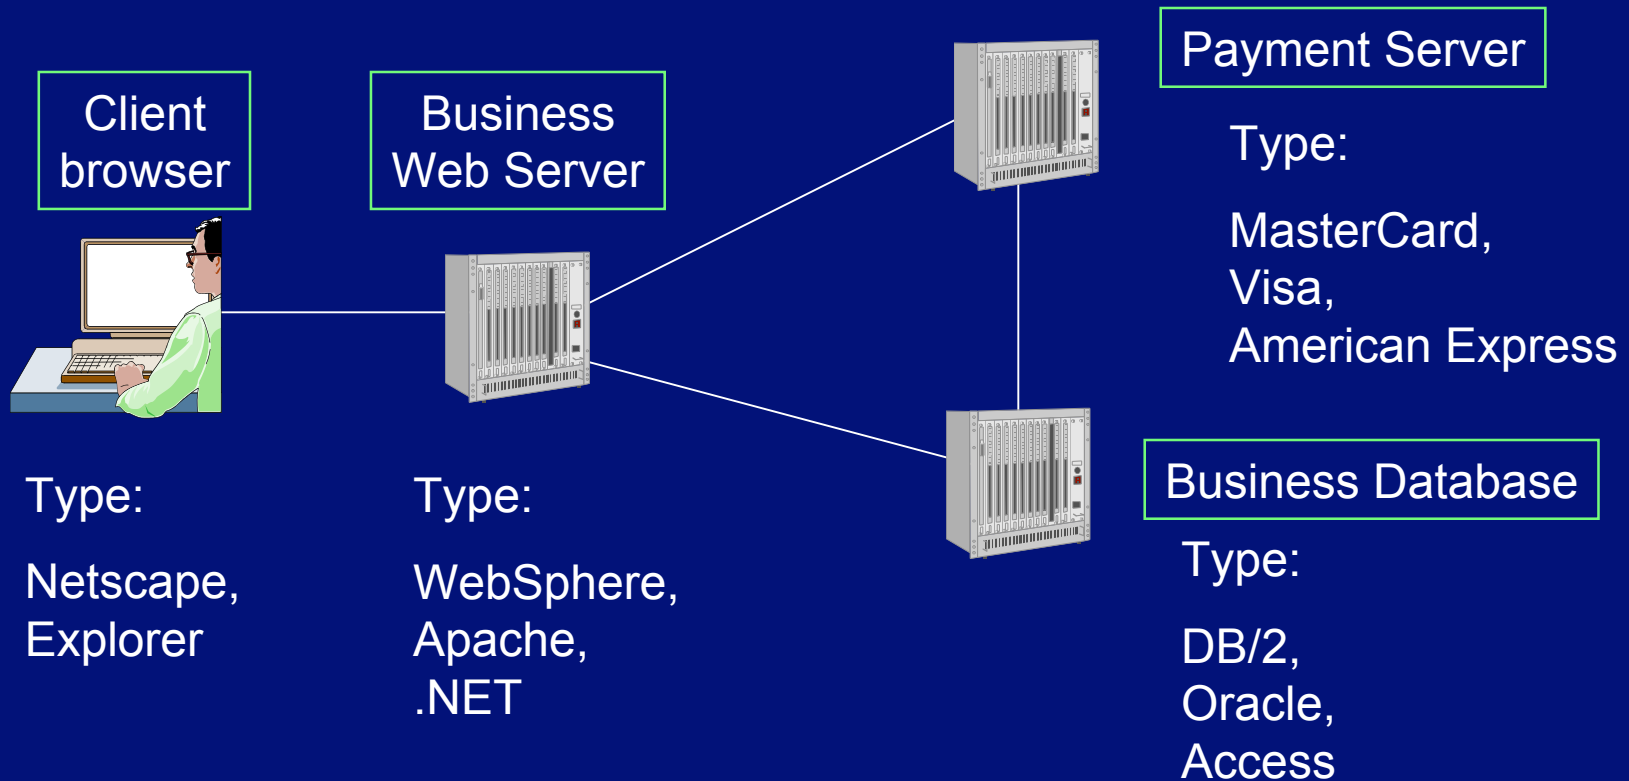 Client
browser
Type:
Netscape,
Explorer
Business
Web Server
Type:
WebSphere,
Apache,
.NET
Payment Server
Type:
MasterCard,
Visa,
American Express
Business Database
Type:
DB/2,
Oracle,
Access